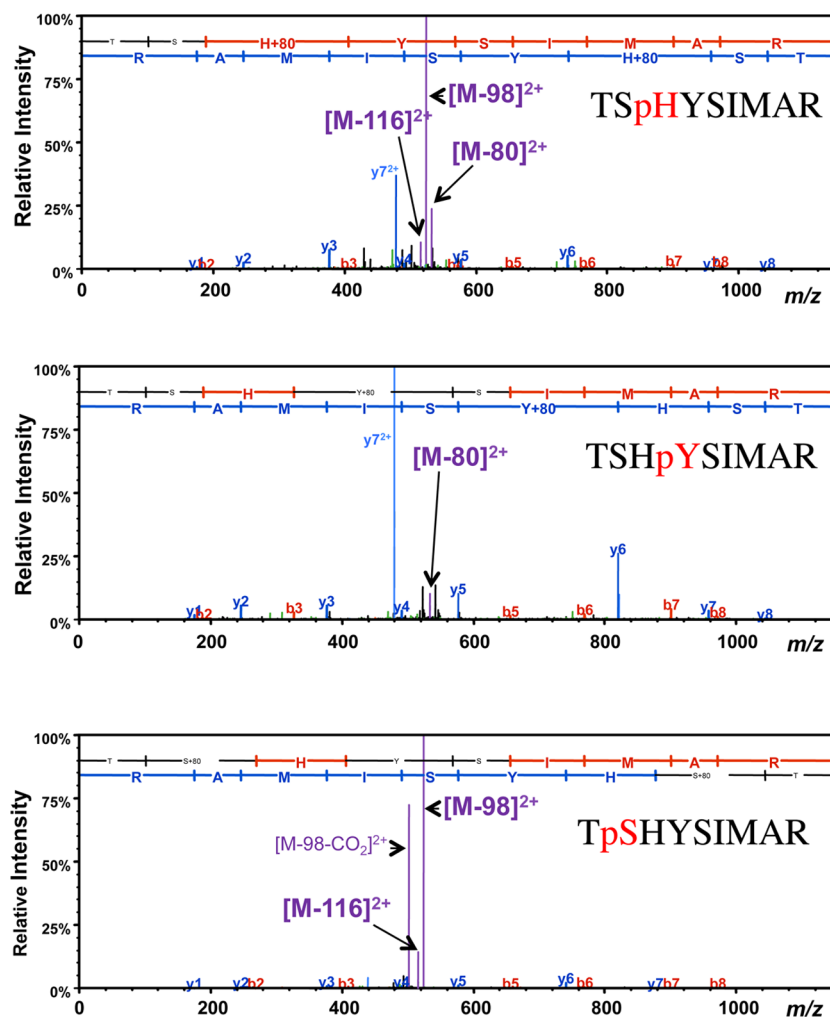 100%
T S H+80 Y S I M A R
R A M I S Y H+80 S T
75%
[M-98]2+
TSpHYSIMAR
[M-116]2+
50%
[M-80]2+
y72+
25%
y3
y1 b2 y2 b3 y4 y5 b5 y6 b6 b7 b8 y8
0%
0 200 400 600 800 1000
m/z
Relative Intensity
100%
T S H Y+80 S I M A R
R A M I S Y+80 H S T
75%
y72+
[M-80]2+
TSHpYSIMAR
50%
25%
y6
y1 b2 y2 b3 y3 y4 y5 b5 b6 b7 y7 b8 y8
0%
0 200 400 600 800 1000
m/z
Relative Intensity
100%
T S+80 H Y S I M A R
R A M I S Y H S+80 T
75%
[M-98]2+
[M-98-CO2]2+
TpSHYSIMAR
50%
[M-116]2+
25%
y1 y2 b2 y3 b3 y4 y5 b5 y6 b6 y7 b7 b8
0%
0 200 400 600 800 1000
m/z
Relative Intensity